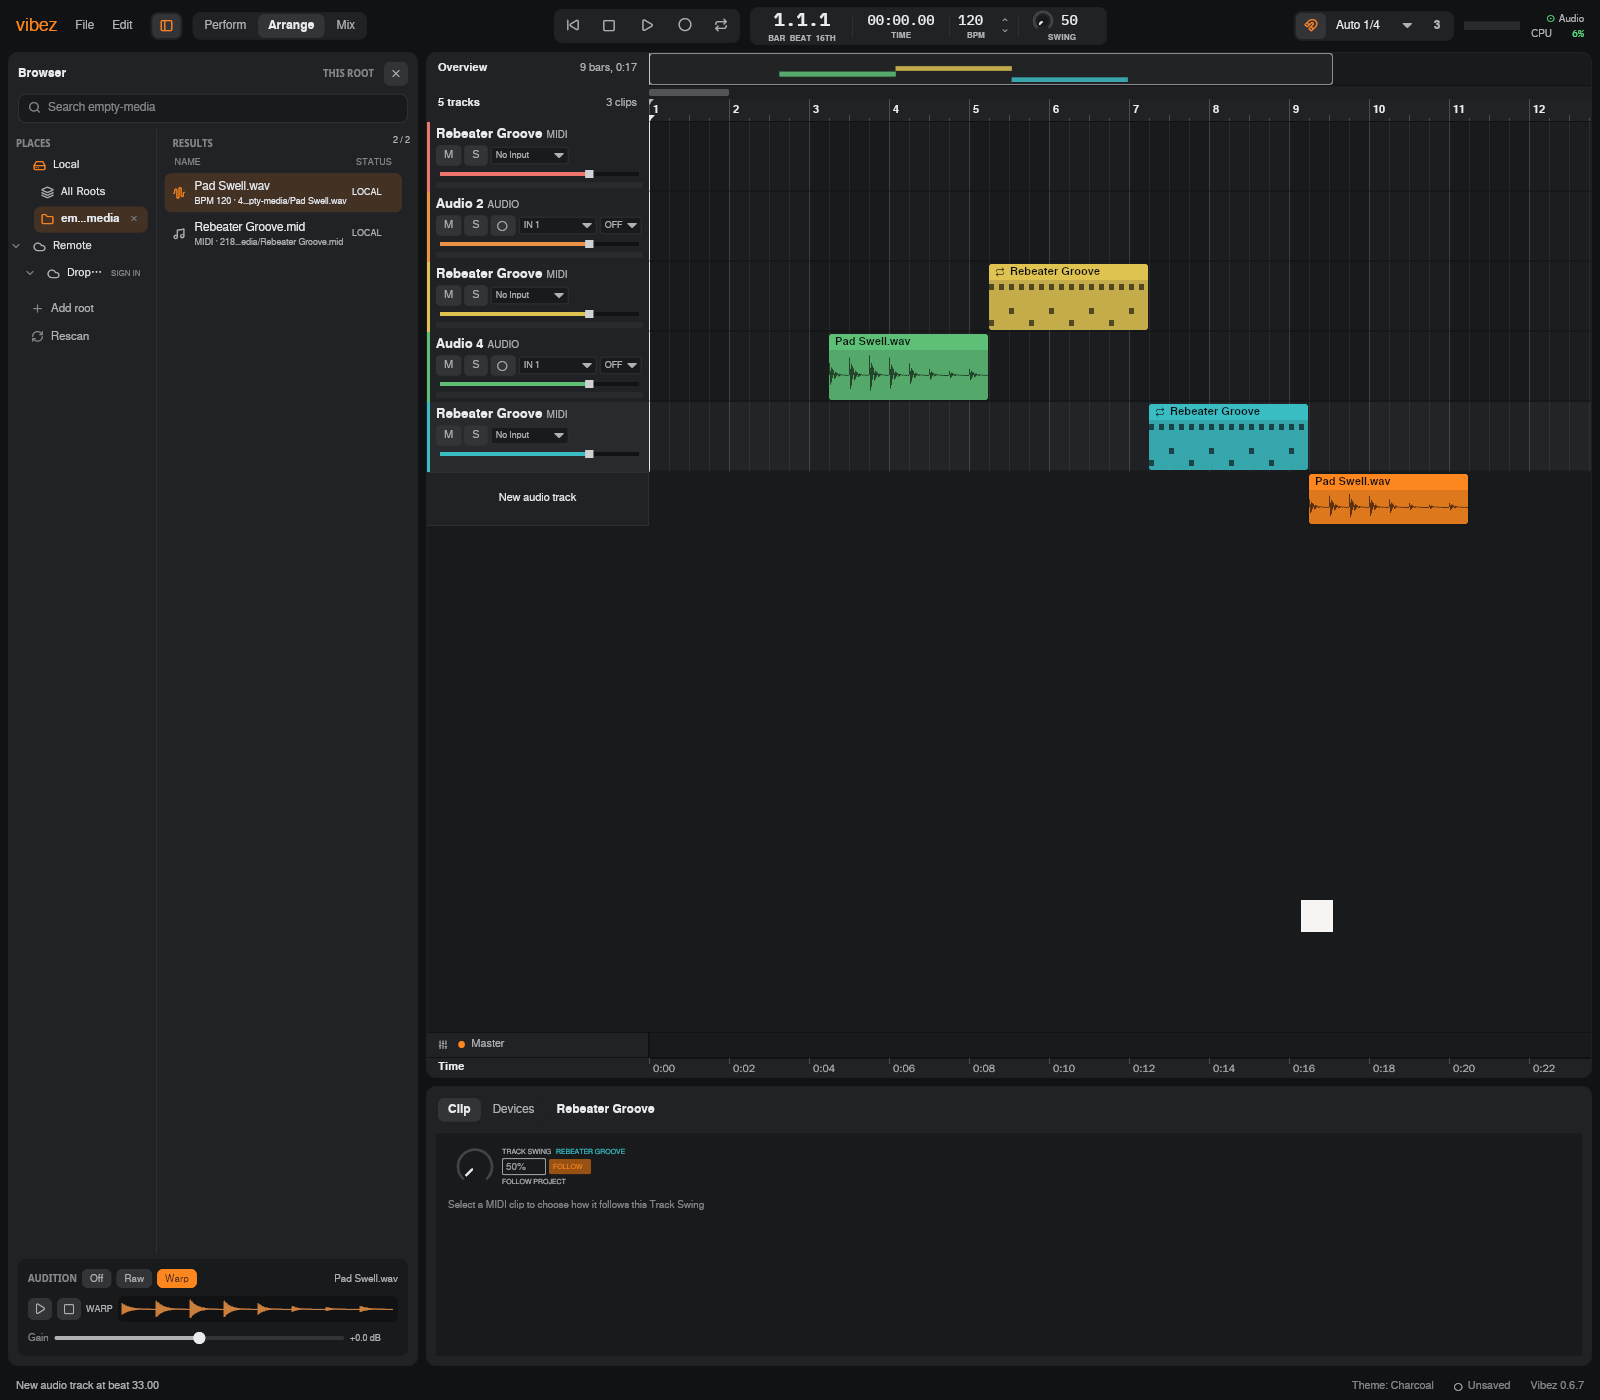 vibez File Edit Perform Arrange Mix
1.1.1 00:00.00 120 50
BAR BEAT 16TH TIME BPM SWING
Auto 1/4 3 Audio
CPU 6%
Browser THIS ROOT
Search empty-media
PLACES
Local
All Roots
em...media
Remote
Drop··· SIGN IN
Add root
Rescan
RESULTS 2 / 2
NAME STATUS
Pad Swell.wav LOCAL
BPM 120 · 4...pty-media/Pad Swell.wav
Rebeater Groove.mid LOCAL
MIDI · 218...edia/Rebeater Groove.mid
AUDITION Off Raw Warp Pad Swell.wav
WARP
Gain +0.0 dB
Overview 9 bars, 0:17
5 tracks 3 clips
1 2 3 4 5 6 7 8 9 10 11 12
Rebeater Groove MIDI
M S No Input
Audio 2 AUDIO
M S IN 1 OFF
Rebeater Groove MIDI
M S No Input
Audio 4 AUDIO
M S IN 1 OFF
Rebeater Groove MIDI
M S No Input
New audio track
Rebeater Groove
Pad Swell.wav
Rebeater Groove
Pad Swell.wav
Master
Time 0:00 0:02 0:04 0:06 0:08 0:10 0:12 0:14 0:16 0:18 0:20 0:22
Clip Devices Rebeater Groove
TRACK SWING REBEATER GROOVE
50% FOLLOW
FOLLOW PROJECT
Select a MIDI clip to choose how it follows this Track Swing
New audio track at beat 33.00
Theme: Charcoal Unsaved Vibez 0.6.7